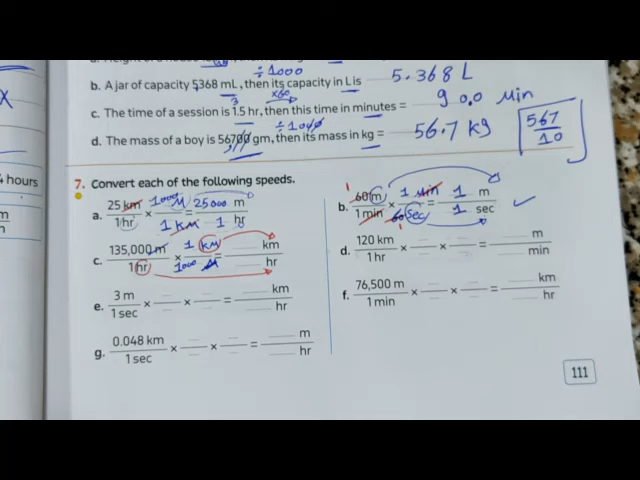 b. A jar of capacity 5368 mL, then its capacity in L is 5.368 L
÷1000
c. The time of a session is 1.5 hr, then this time in minutes = 90.0 Min
×60
d. The mass of a boy is 56700 gm, then its mass in kg = 56.7 kg
÷1000
567/10
4 hours
7. Convert each of the following speeds.
a. 25 km/1 hr × 1000 M/1 KM = 25000 m/1 hr
b. 60 m/1 min × 1 min/60 sec = 1 m/1 sec
c. 135,000 m/1 hr × 1 KM/1000 M = km/hr
d. 120 km/1 hr × × = m/min
e. 3 m/1 sec × × = km/hr
f. 76,500 m/1 min × × = km/hr
g. 0.048 km/1 sec × × = m/hr
111